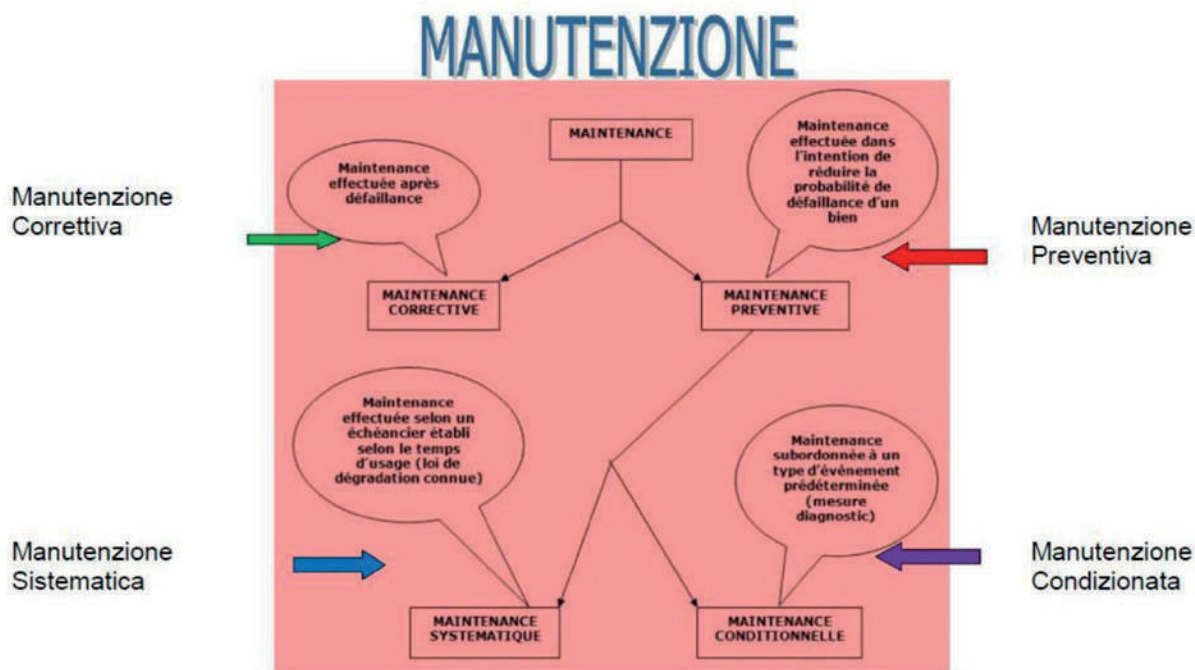 MANUTENZIONE
MAINTENANCE
Maintenance
effectuée après
défaillance
Maintenance
effectuée dans
l'intention de
réduire la
probabilité de
défaillance d'un
bien
Manutenzione
Correttiva
Manutenzione
Preventiva
MAINTENANCE
CORRECTIVE
MAINTENANCE
PREVENTIVE
Maintenance
effectuée selon un
échéancier établi
selon le temps
d'usage (loi de
dégradation connue)
Maintenance
subordonnée à un
type d'événement
prédéterminée
(mesure
diagnostic)
Manutenzione
Sistematica
Manutenzione
Condizionata
MAINTENANCE
SYSTEMATIQUE
MAINTENANCE
CONDITIONNELLE